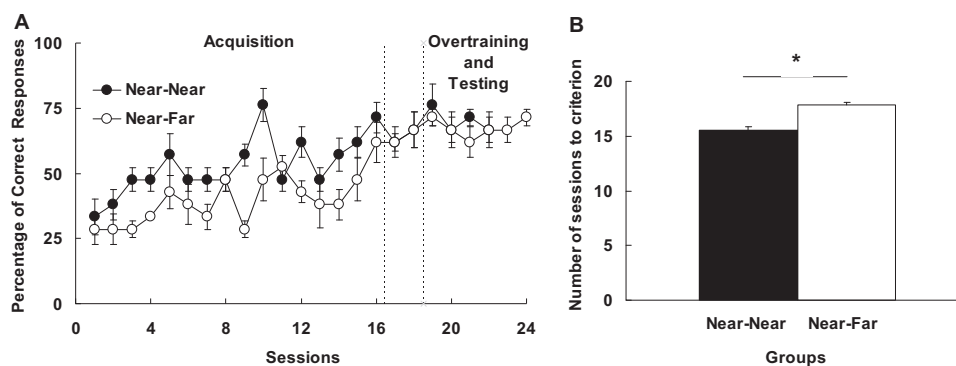 A
Percentage of Correct Responses
100
75
50
25
0
Acquisition
Overtraining
and
Testing
Near-Near
Near-Far
0 4 8 12 16 20 24
Sessions
B
Number of sessions to criterion
20
15
10
5
0
*
Near-Near Near-Far
Groups